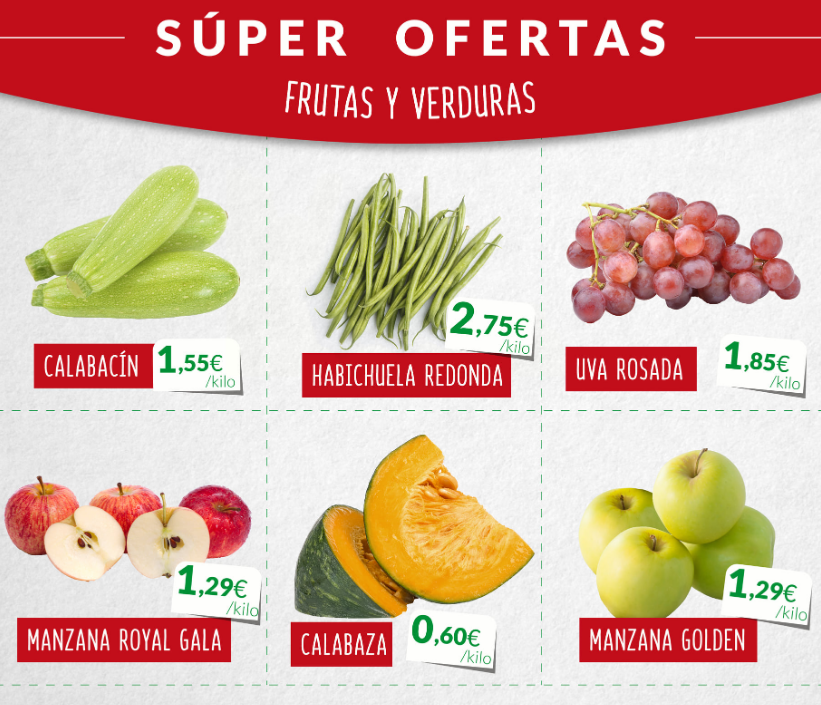 SÚPER OFERTAS
FRUTAS Y VERDURAS
CALABACÍN
1,55€
/kilo
HABICHUELA REDONDA
2,75€
/kilo
UVA ROSADA
1,85€
/kilo
MANZANA ROYAL GALA
1,29€
/kilo
CALABAZA
0,60€
/kilo
MANZANA GOLDEN
1,29€
/kilo